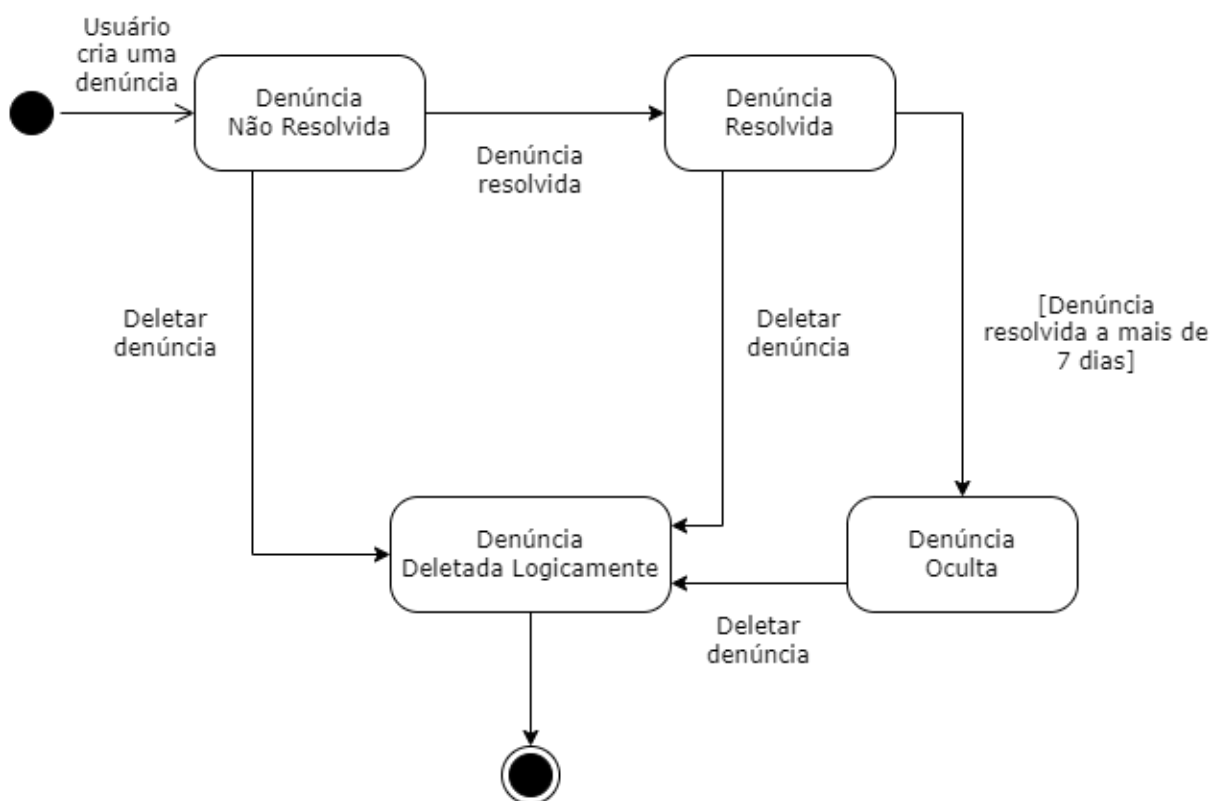 Usuário
cria uma
denúncia
Denúncia
Não Resolvida
Denúncia
resolvida
Denúncia
Resolvida
Deletar
denúncia
Deletar
denúncia
[Denúncia
resolvida a mais de
7 dias]
Denúncia
Deletada Logicamente
Deletar
denúncia
Denúncia
Oculta